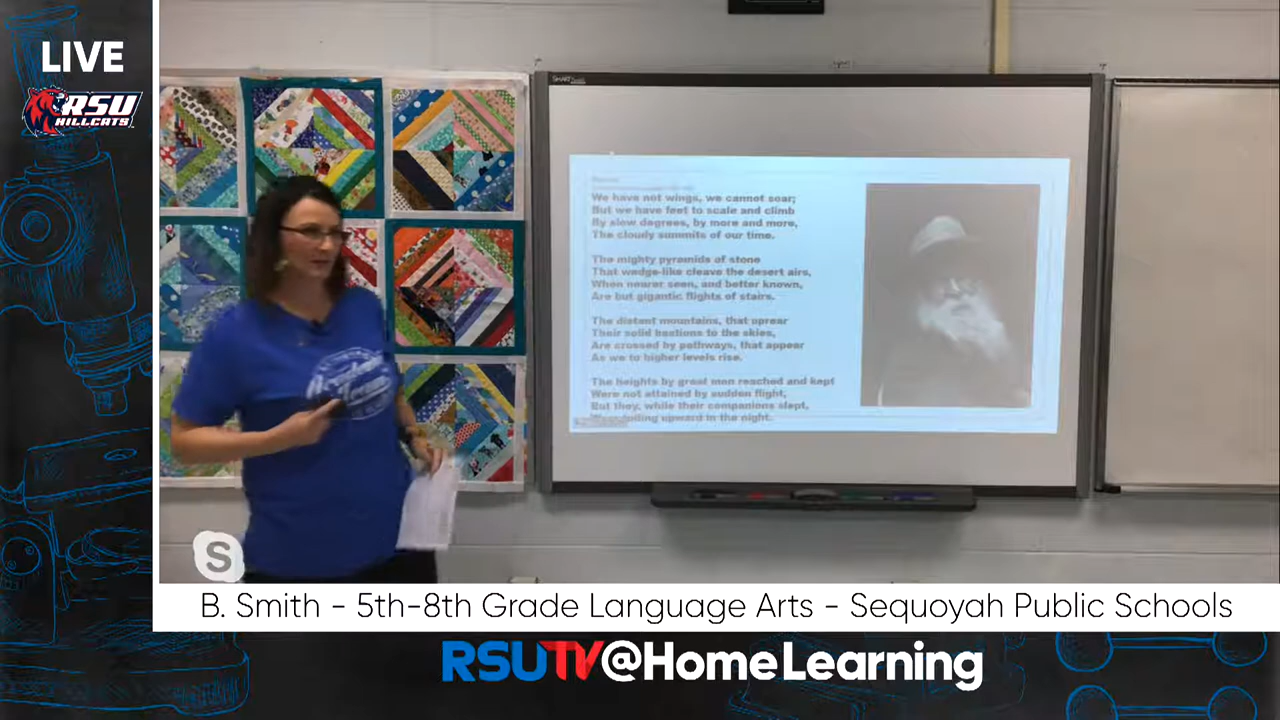 LIVE
RSU
HILLCATS
SMART
We have not wings, we cannot soar;
But we have feet to scale and climb
By slow degrees, by more and more,
The cloudy summits of our time.
The mighty pyramids of stone
That wedge-like cleave the desert airs,
When nearer seen, and better known,
Are but gigantic flights of stairs.
The distant mountains, that uprear
Their solid bastions to the skies,
Are crossed by pathways, that appear
As we to higher levels rise.
The heights by great men reached and kept
Were not attained by sudden flight,
But they, while their companions slept,
upward in the night.
S
B. Smith - 5th-8th Grade Language Arts - Sequoyah Public Schools
RSUTV@HomeLearning